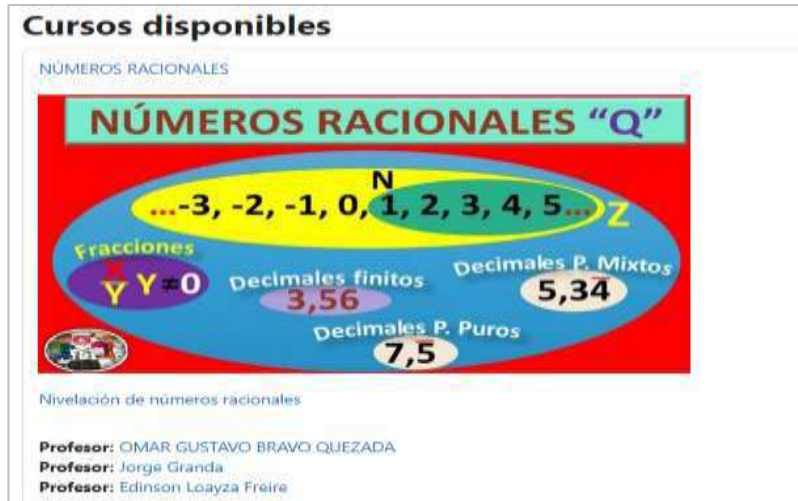 Cursos disponibles
NÚMEROS RACIONALES
NÚMEROS RACIONALES “Q”
N
...-3, -2, -1, 0, 1, 2, 3, 4, 5...
Z
Fracciones
X
Y Y≠0
Decimales finitos
3,56
Decimales P. Mixtos
5,34̅
Decimales P. Puros
7,5̅
Nivelación de números racionales
Profesor: OMAR GUSTAVO BRAVO QUEZADA
Profesor: Jorge Granda
Profesor: Edinson Loayza Freire